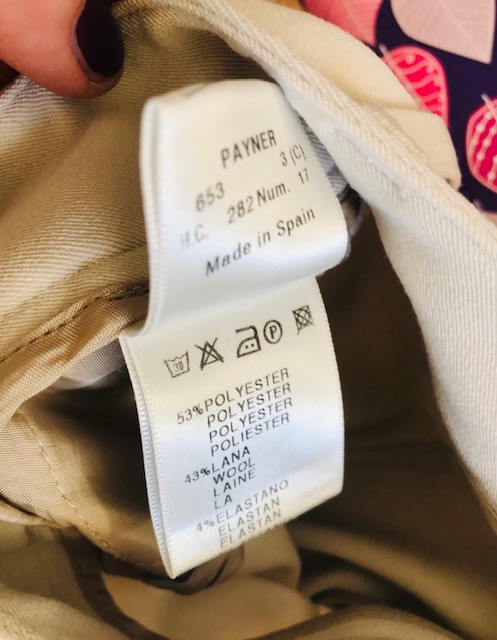 PAYNER
3 (C)
653
H.C. 282 Num. 17
Made in Spain
30
P
53% POLYESTER
POLYESTER
POLYESTER
POLIESTER
43% LANA
WOOL
LAINE
LA
4% ELASTANO
ELASTAN
ELASTAN